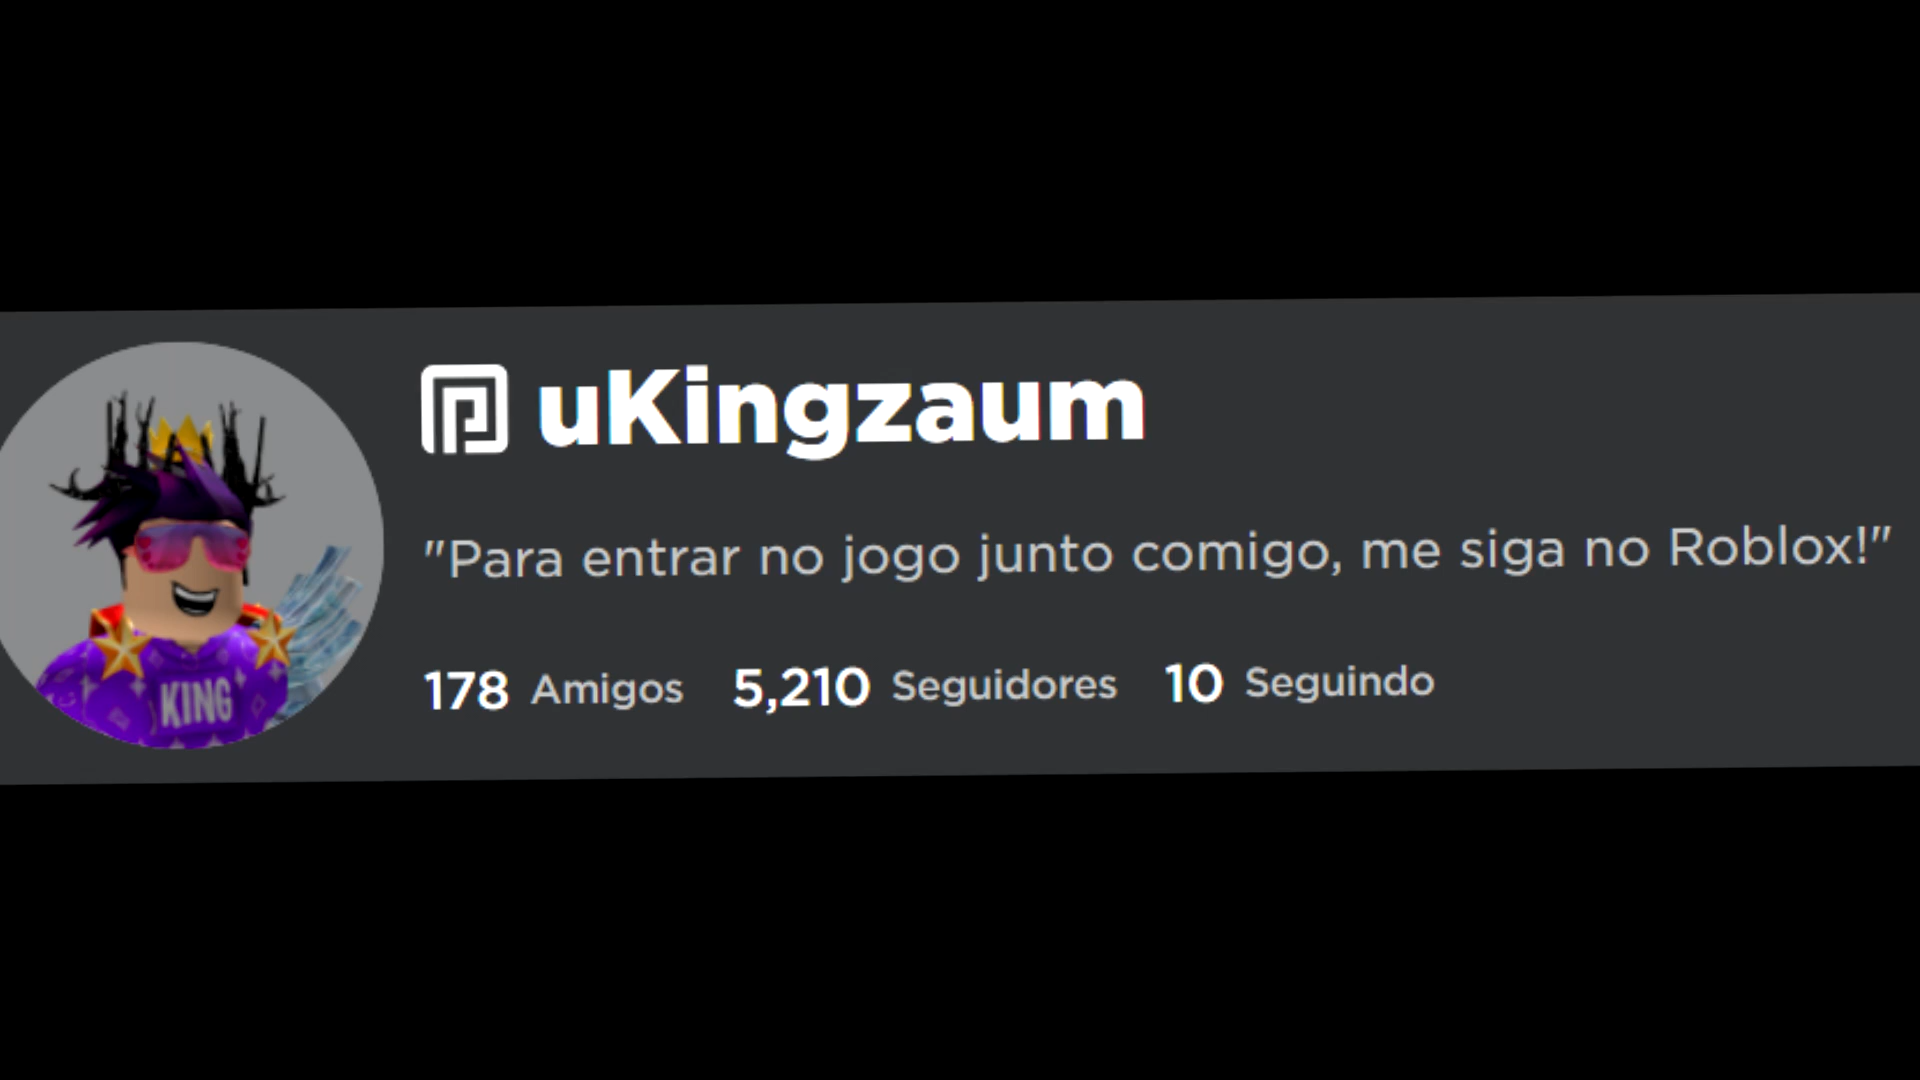 uKingzaum
"Para entrar no jogo junto comigo, me siga no Roblox!"
178 Amigos 5,210 Seguidores 10 Seguindo
KING